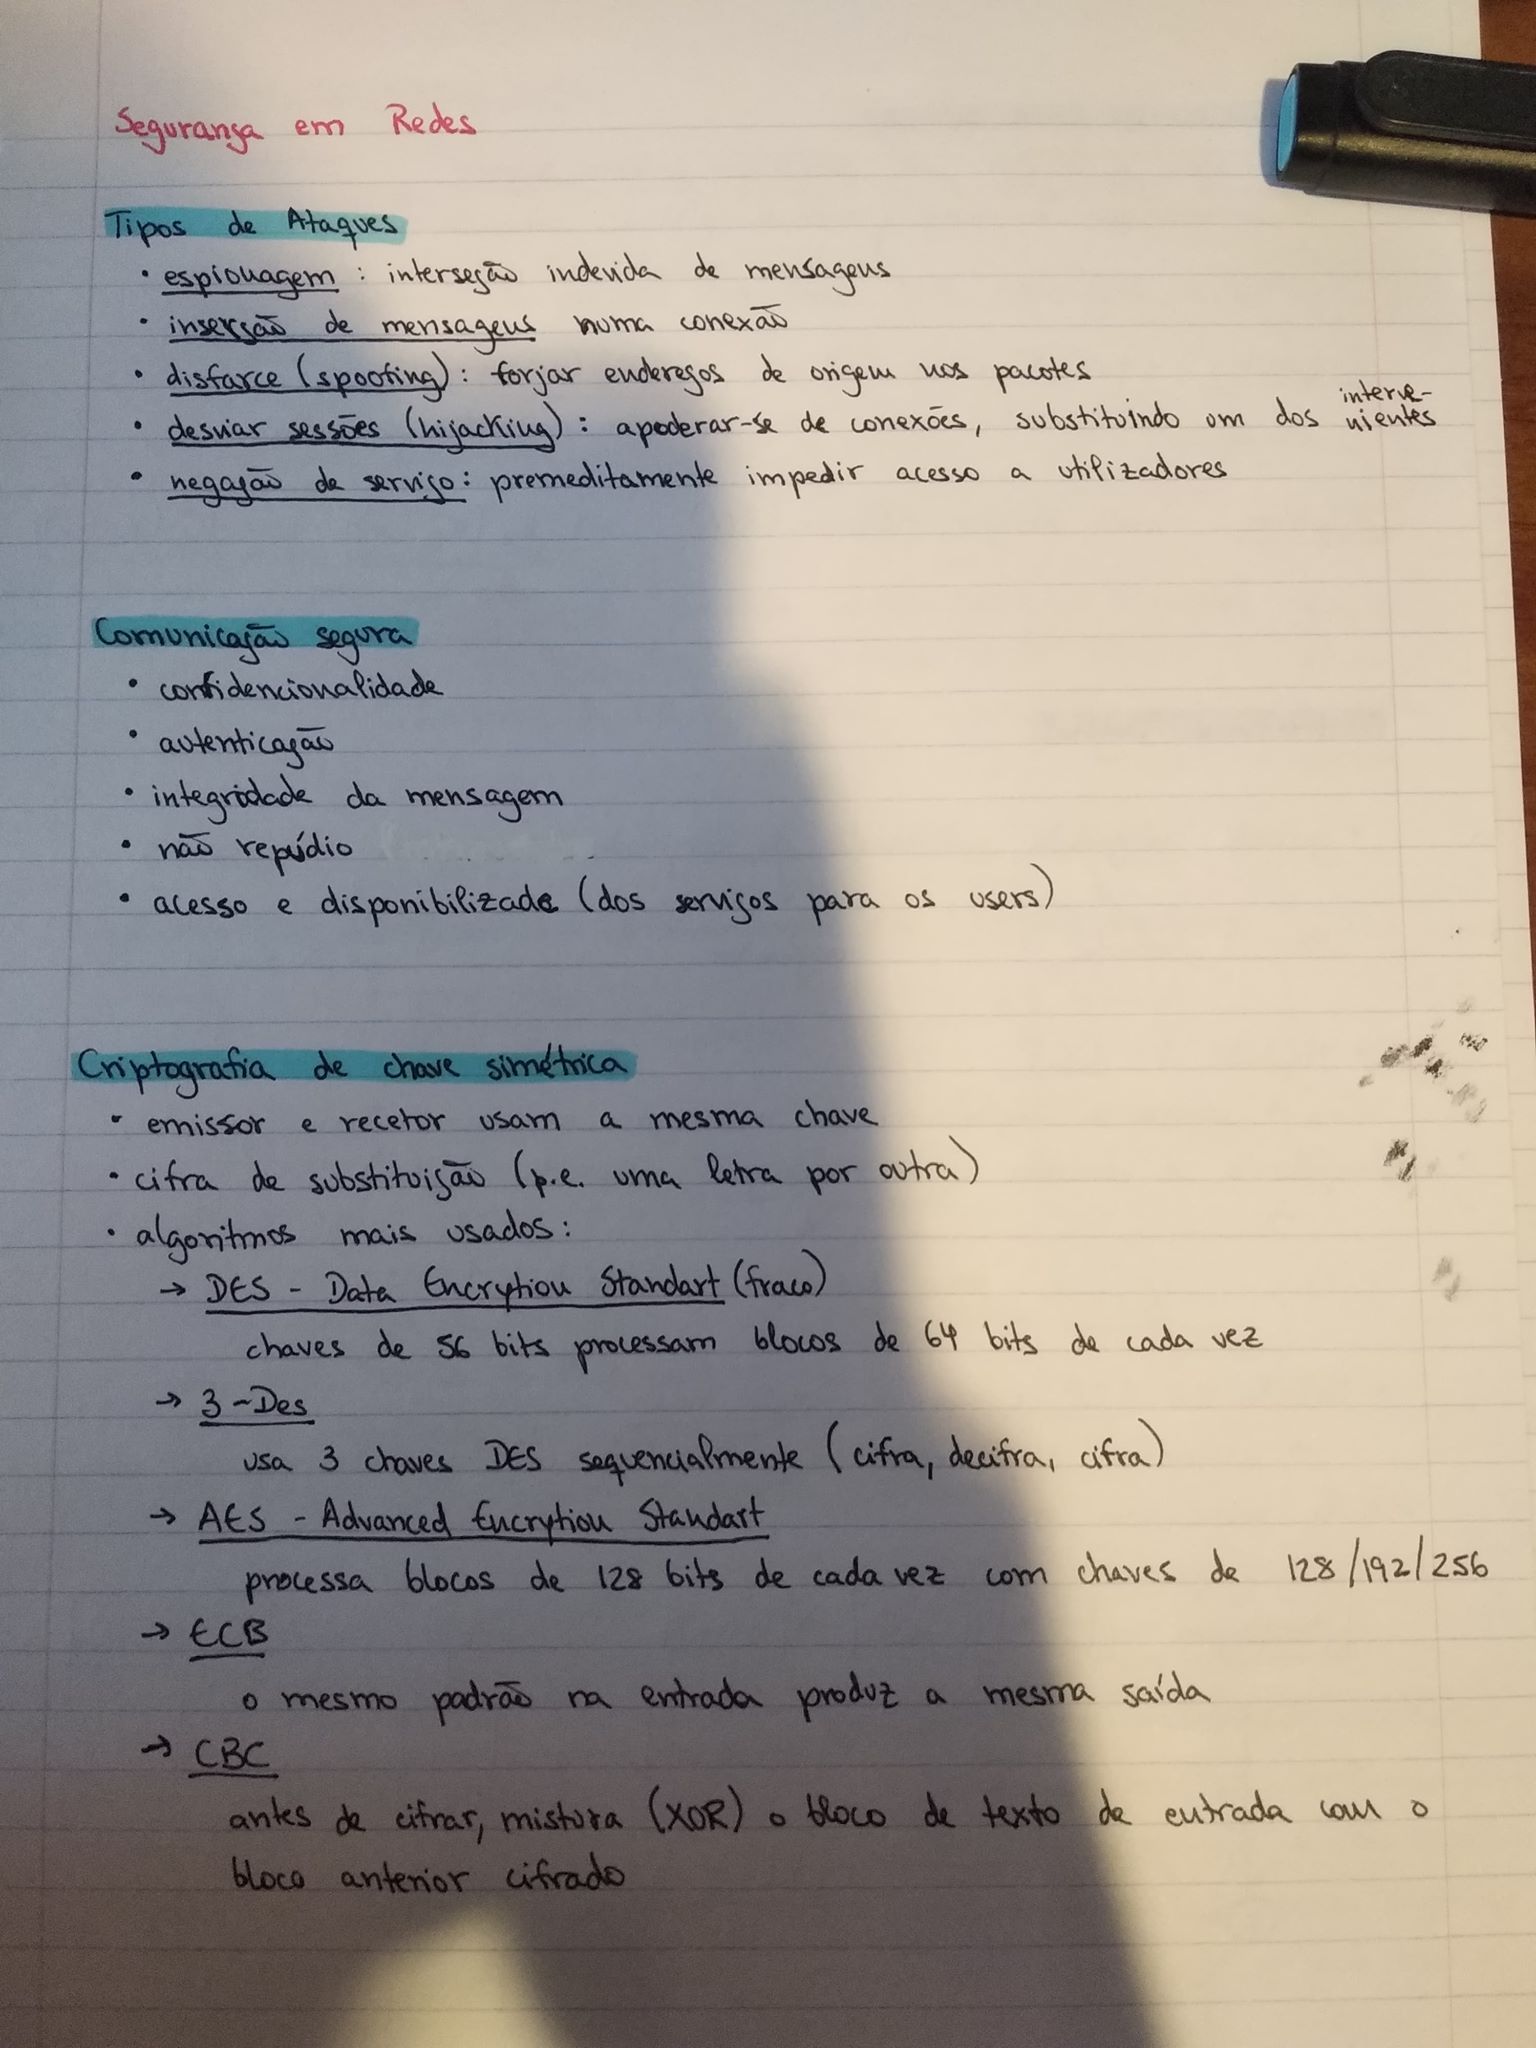 Segurança em Redes
Tipos de Ataques
• espionagem : interseção indevida de mensagens
• inserção de mensagens numa conexão
• disfarce (spoofing) : forjar endereços de origem nos pacotes
• desviar sessões (hijacking) : apoderar-se de conexões, substituindo um dos interve-
nientes
• negação de serviço : premeditamente impedir acesso a utilizadores
Comunicação segura
• confidencionalidade
• autenticação
• integridade da mensagem
• não repúdio
• acesso e disponibilizade (dos serviços para os users)
Criptografia de chave simétrica
• emissor e recetor usam a mesma chave
• cifra de substituição (p.e. uma letra por outra)
• algoritmos mais usados :
→ DES - Data Encrytion Standart (fraco)
chaves de 56 bits processam blocos de 64 bits de cada vez
→ 3-Des
usa 3 chaves DES sequencialmente (cifra, decifra, cifra)
→ AES - Advanced Encrytion Standart
processa blocos de 128 bits de cada vez com chaves de 128/192/256
→ ECB
o mesmo padrão na entrada produz a mesma saída
→ CBC
antes de cifrar, mistura (XOR) o bloco de texto de entrada com o
bloco anterior cifrado